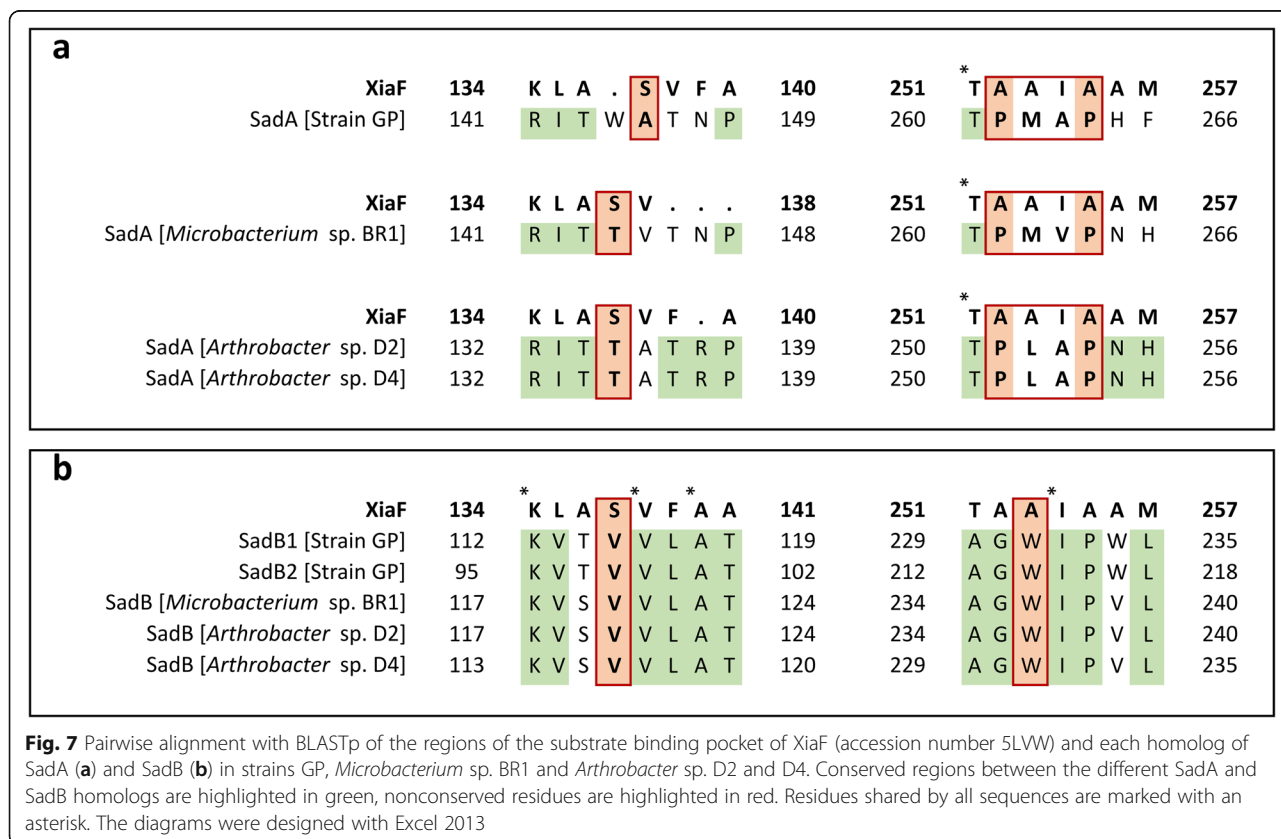 a
* 
XiaF 134 K L A . S V F A 140 251 T A A I A A M 257
SadA [Strain GP] 141 R I T W A T N P 149 260 T P M A P H F 266
*
XiaF 134 K L A S V . . . 138 251 T A A I A A M 257
SadA [Microbacterium sp. BR1] 141 R I T T V T N P 148 260 T P M V P N H 266
*
XiaF 134 K L A S V F . A 140 251 T A A I A A M 257
SadA [Arthrobacter sp. D2] 132 R I T T A T R P 139 250 T P L A P N H 256
SadA [Arthrobacter sp. D4] 132 R I T T A T R P 139 250 T P L A P N H 256
b
* * * *
XiaF 134 K L A S V F A A 141 251 T A A I A A M 257
SadB1 [Strain GP] 112 K V T V V L A T 119 229 A G W I P W L 235
SadB2 [Strain GP] 95 K V T V V L A T 102 212 A G W I P W L 218
SadB [Microbacterium sp. BR1] 117 K V S V V L A T 124 234 A G W I P V L 240
SadB [Arthrobacter sp. D2] 117 K V S V V L A T 124 234 A G W I P V L 240
SadB [Arthrobacter sp. D4] 113 K V S V V L A T 120 229 A G W I P V L 235
Fig. 7 Pairwise alignment with BLASTp of the regions of the substrate binding pocket of XiaF (accession number 5LVW) and each homolog of
SadA (a) and SadB (b) in strains GP, Microbacterium sp. BR1 and Arthrobacter sp. D2 and D4. Conserved regions between the different SadA and
SadB homologs are highlighted in green, nonconserved residues are highlighted in red. Residues shared by all sequences are marked with an
asterisk. The diagrams were designed with Excel 2013